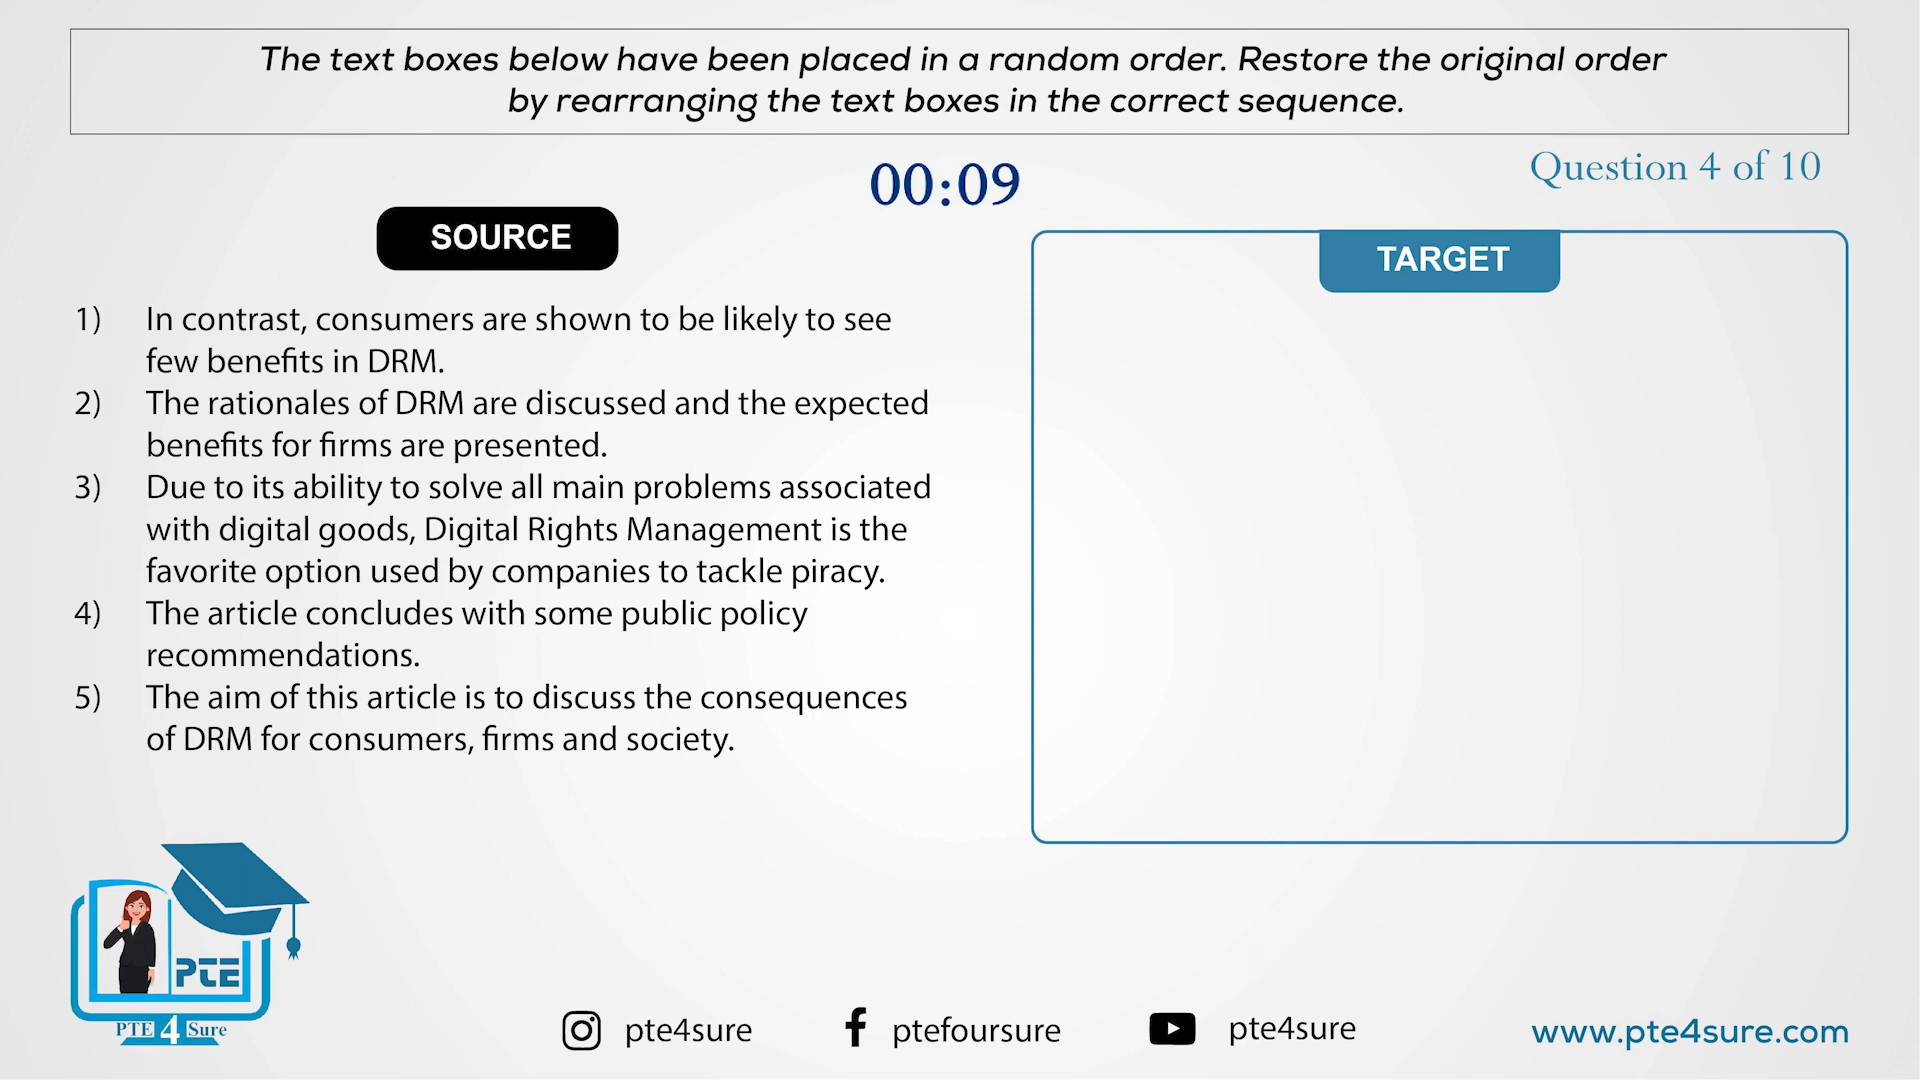 The text boxes below have been placed in a random order. Restore the original order
by rearranging the text boxes in the correct sequence.
00:09
Question 4 of 10
SOURCE
TARGET
1) In contrast, consumers are shown to be likely to see
few benefits in DRM.
2) The rationales of DRM are discussed and the expected
benefits for firms are presented.
3) Due to its ability to solve all main problems associated
with digital goods, Digital Rights Management is the
favorite option used by companies to tackle piracy.
4) The article concludes with some public policy
recommendations.
5) The aim of this article is to discuss the consequences
of DRM for consumers, firms and society.
PTE
PTE 4 Sure
pte4sure
ptefoursure
pte4sure
www.pte4sure.com